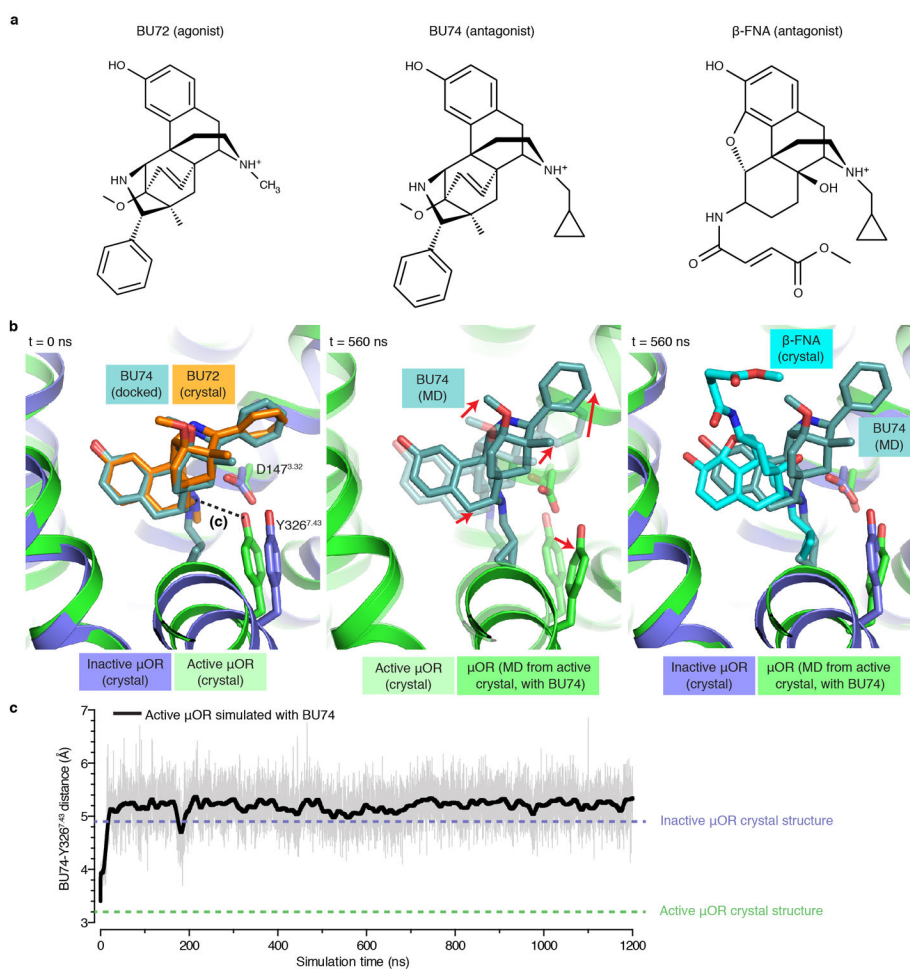 a
BU72 (agonist)
BU74 (antagonist)
β-FNA (antagonist)
HO
HN
O
NH+
CH3
HO
HN
O
NH+
HO
O
OH
NH+
HN
O
O
O
b
t = 0 ns
BU74
(docked)
BU72
(crystal)
D1473.32
(c)
Y3267.43
Inactive μOR
(crystal)
Active μOR
(crystal)
t = 560 ns
BU74
(MD)
Active μOR
(crystal)
μOR (MD from active
crystal, with BU74)
t = 560 ns
β-FNA
(crystal)
BU74
(MD)
Inactive μOR
(crystal)
μOR (MD from active
crystal, with BU74)
c
7
6
5
4
3
BU74-Y3267.43 distance (Å)
Active μOR simulated with BU74
Inactive μOR crystal structure
Active μOR crystal structure
0
200
400
600
800
1000
1200
Simulation time (ns)